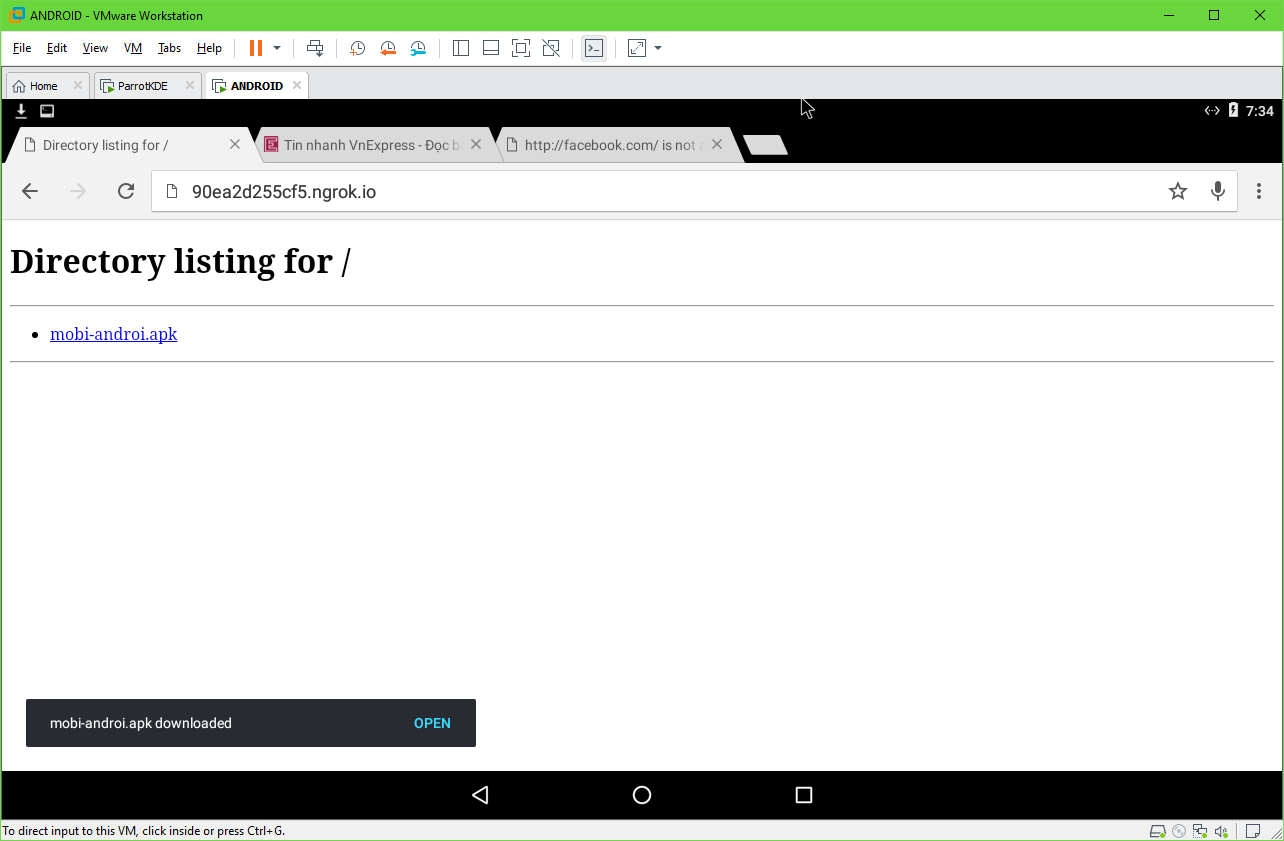 ANDROID - VMware Workstation
File Edit View VM Tabs Help
Home ParrotKDE ANDROID
7:34
Directory listing for / Tin nhanh VnExpress - Đọc b http://facebook.com/ is not
90ea2d255cf5.ngrok.io
Directory listing for /
mobi-androi.apk
mobi-androi.apk downloaded OPEN
To direct input to this VM, click inside or press Ctrl+G.